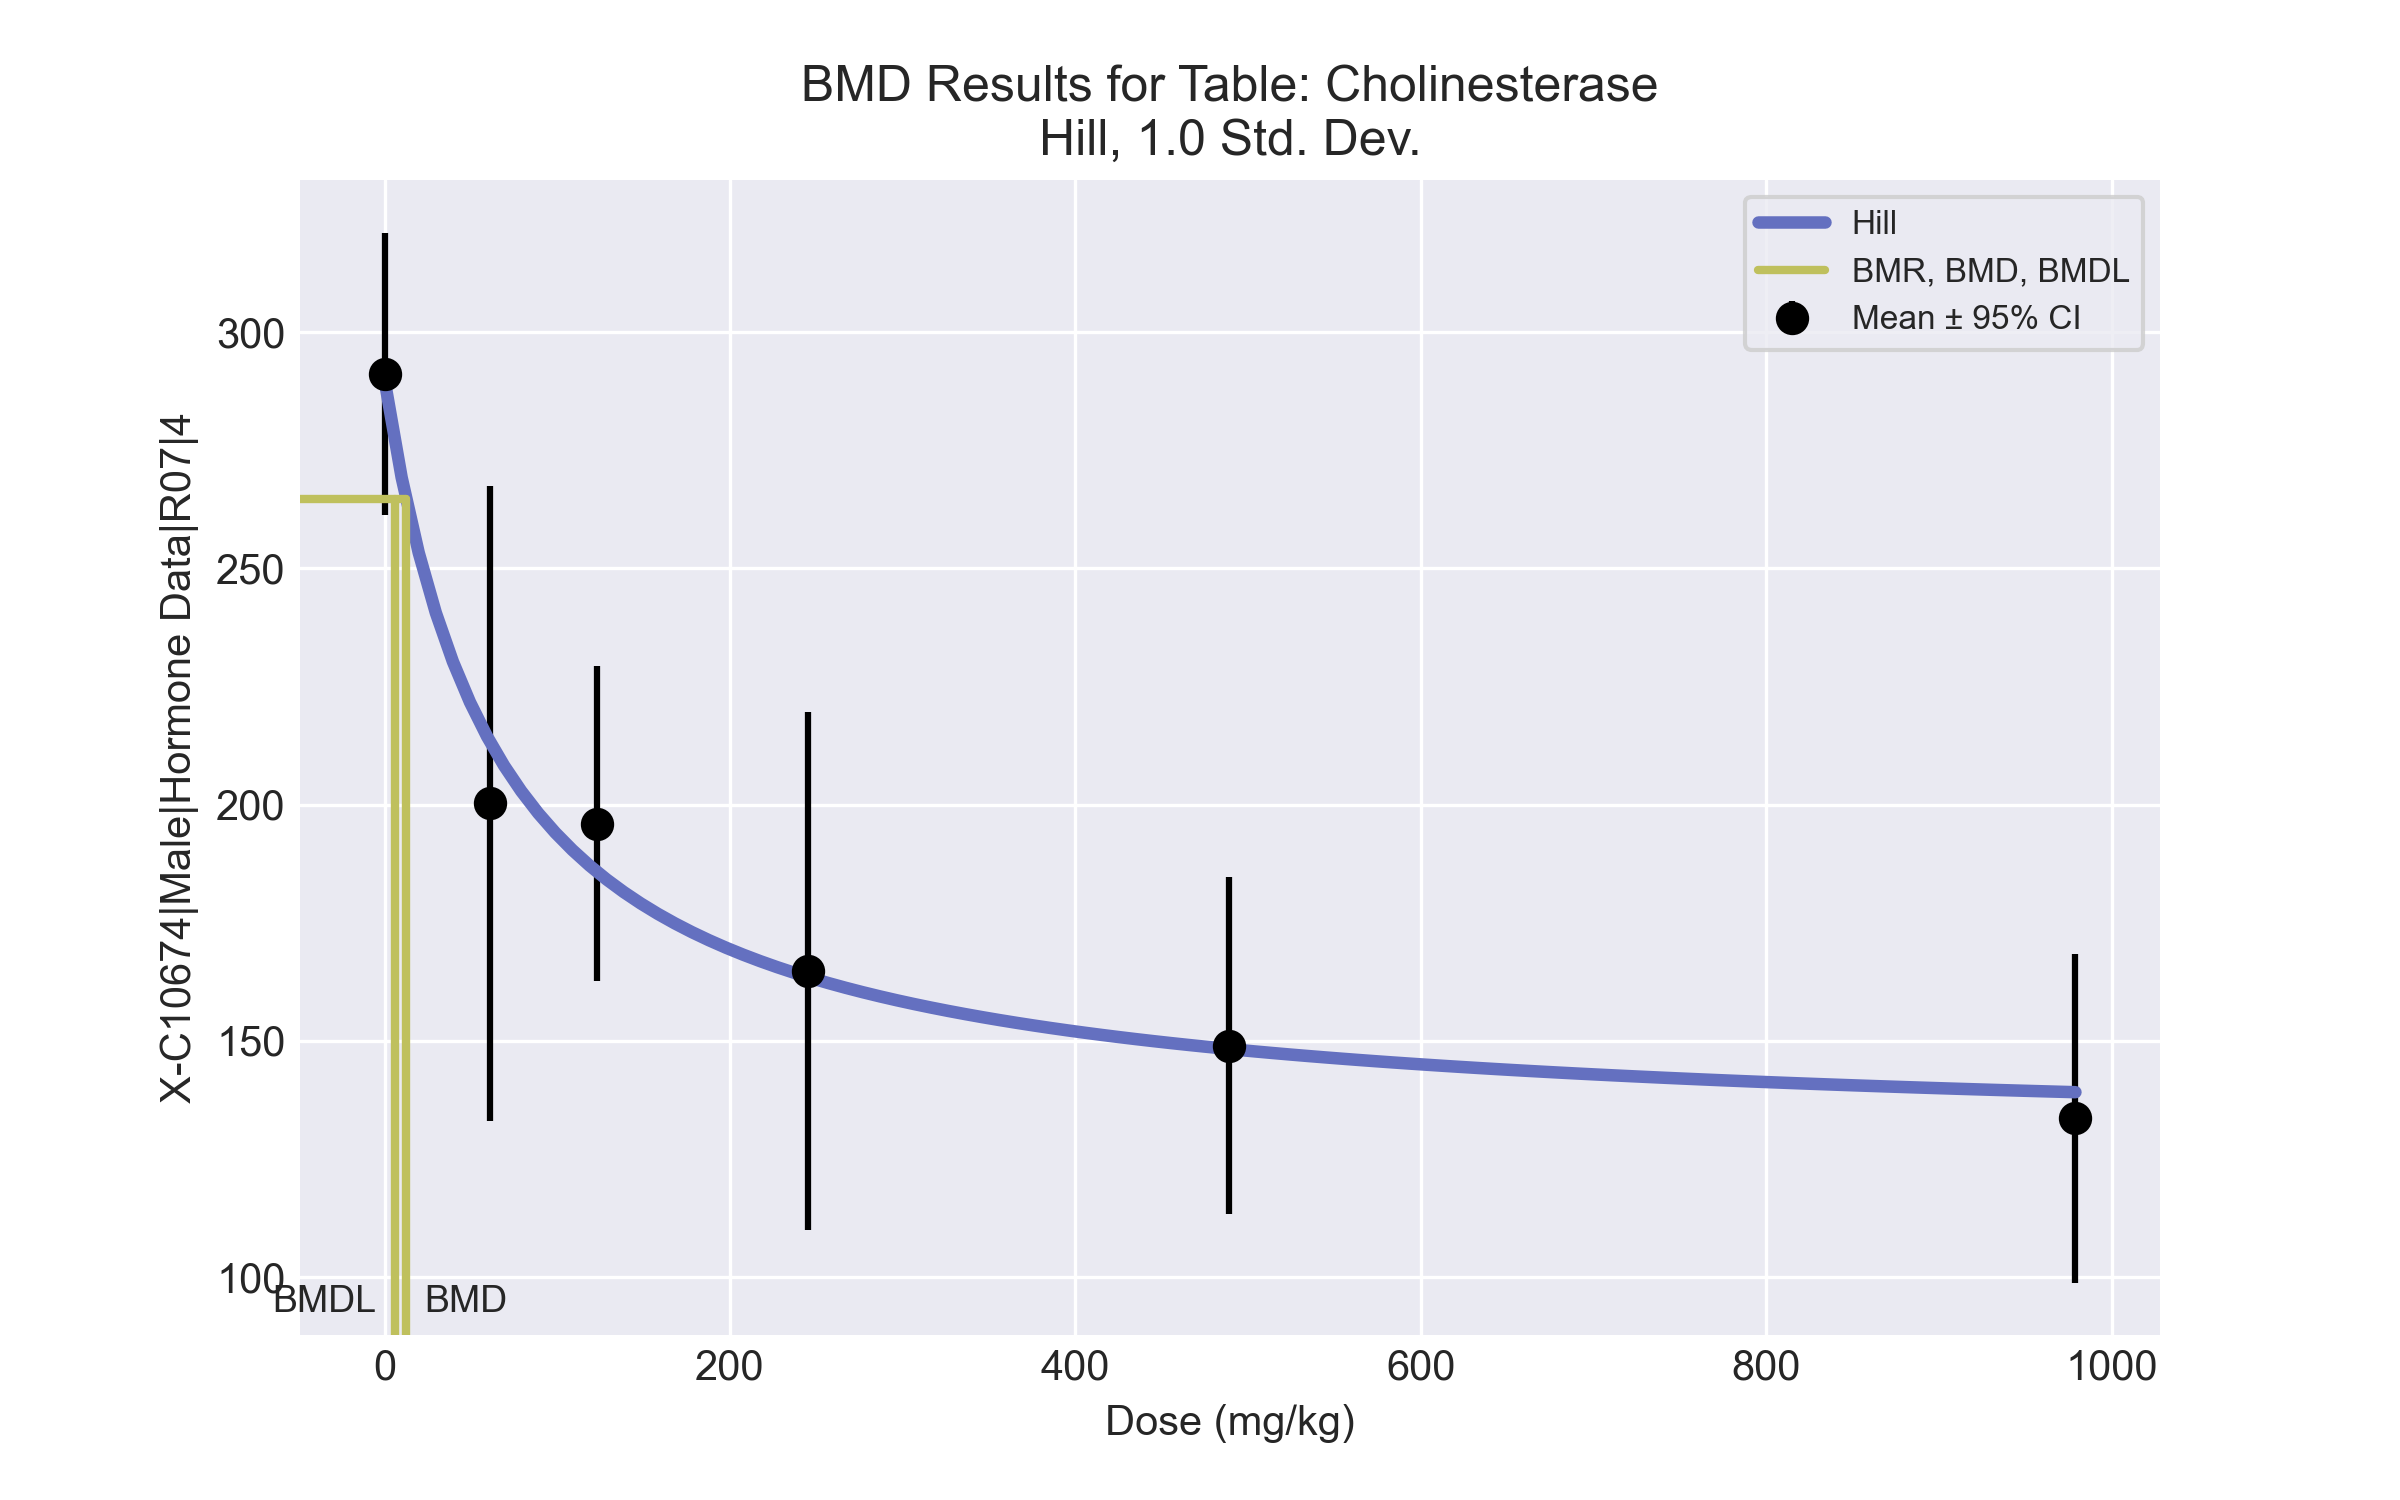 BMD Results for Table: Cholinesterase
Hill, 1.0 Std. Dev.
Hill
BMR, BMD, BMDL
Mean ± 95% CI
X-C10674|Male|Hormone Data|R07|4
300
250
200
150
100
BMDL
BMD
0
200
400
600
800
1000
Dose (mg/kg)